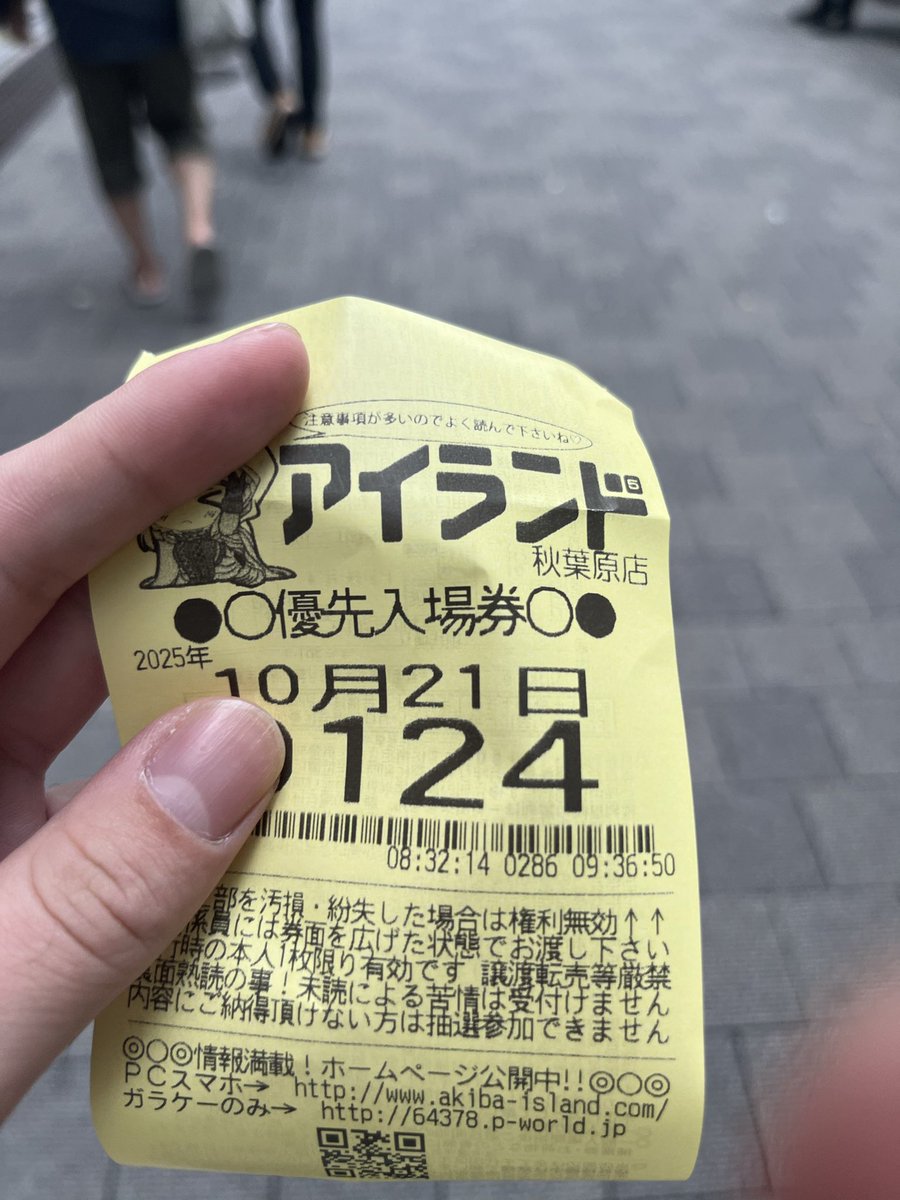 注意事項が多いのでよく読んで下さいね♡
アイランド
秋葉原店
●○優先入場券○●
2025年
10月21日
124
08:32:14 0286 09:36:50
部を汚損・紛失した場合は権利無効↑↑
係員には券面を広げた状態でお渡し下さい
時の本人1枚限り有効です 譲渡転売等厳禁
裏面熟読の事！未読による苦情は受付けません
内容にご納得頂けない方は抽選参加できません
◎○◎情報満載！ホームページ公開中!!◎○◎
PCスマホ→ http://www.akiba-island.com/
ガラケーのみ→ http://64378.p-world.jp